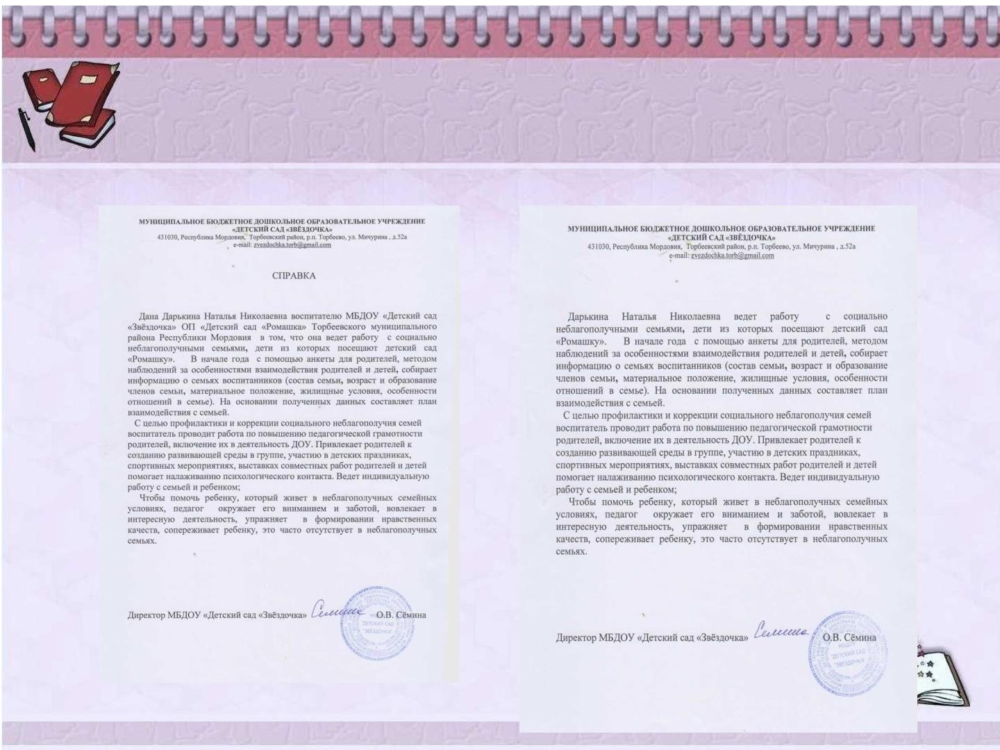 МУНИЦИПАЛЬНОЕ БЮДЖЕТНОЕ ДОШКОЛЬНОЕ ОБРАЗОВАТЕЛЬНОЕ УЧРЕЖДЕНИЕ
«ДЕТСКИЙ САД «ЗВЁЗДОЧКА»
431030, Республика Мордовия, Торбеевский район, р.п. Торбеево, ул. Мичурина , д.52а
e-mail: zvezdochka.torb@gmail.com
СПРАВКА
Дана Дарькина Наталья Николаевна воспитателю МБДОУ «Детский сад
«Звёздочка» ОП «Детский сад «Ромашка» Торбеевского муниципального
района Республики Мордовия в том, что она ведет работу с социально
неблагополучными семьями, дети из которых посещают детский сад
«Ромашку». В начале года с помощью анкеты для родителей, методом
наблюдений за особенностями взаимодействия родителей и детей, собирает
информацию о семьях воспитанников (состав семьи, возраст и образование
членов семьи, материальное положение, жилищные условия, особенности
отношений в семье). На основании полученных данных составляет план
взаимодействия с семьей.
С целью профилактики и коррекции социального неблагополучия семей
воспитатель проводит работа по повышению педагогической грамотности
родителей, включение их в деятельность ДОУ. Привлекает родителей к
созданию развивающей среды в группе, участию в детских праздниках,
спортивных мероприятиях, выставках совместных работ родителей и детей
помогает налаживанию психологического контакта. Ведет индивидуальную
работу с семьей и ребенком;
Чтобы помочь ребенку, который живет в неблагополучных семейных
условиях, педагог окружает его вниманием и заботой, вовлекает в
интересную деятельность, упражняет в формировании нравственных
качеств, сопереживает ребенку, это часто отсутствует в неблагополучных
семьях.
Директор МБДОУ «Детский сад «Звёздочка» Семина О.В. Сёмина
МБДОУ
"ДЕТСКИЙ САД
"ЗВЁЗДОЧКА"
МУНИЦИПАЛЬНОЕ БЮДЖЕТНОЕ ДОШКОЛЬНОЕ ОБРАЗОВАТЕЛЬНОЕ УЧРЕЖДЕНИЕ
«ДЕТСКИЙ САД «ЗВЁЗДОЧКА»
431030, Республика Мордовия, Торбеевский район, р.п. Торбеево, ул. Мичурина , д.52а
e-mail: zvezdochka.torb@gmail.com
Дарькина Наталья Николаевна ведет работу с социально
неблагополучными семьями, дети из которых посещают детский сад
«Ромашку». В начале года с помощью анкеты для родителей, методом
наблюдений за особенностями взаимодействия родителей и детей, собирает
информацию о семьях воспитанников (состав семьи, возраст и образование
членов семьи, материальное положение, жилищные условия, особенности
отношений в семье). На основании полученных данных составляет план
взаимодействия с семьей.
С целью профилактики и коррекции социального неблагополучия семей
воспитатель проводит работа по повышению педагогической грамотности
родителей, включение их в деятельность ДОУ. Привлекает родителей к
созданию развивающей среды в группе, участию в детских праздниках,
спортивных мероприятиях, выставках совместных работ родителей и детей
помогает налаживанию психологического контакта. Ведет индивидуальную
работу с семьей и ребенком;
Чтобы помочь ребенку, который живет в неблагополучных семейных
условиях, педагог окружает его вниманием и заботой, вовлекает в
интересную деятельность, упражняет в формировании нравственных
качеств, сопереживает ребенку, это часто отсутствует в неблагополучных
семьях.
Директор МБДОУ «Детский сад «Звёздочка» Семина О.В. Сёмина
МБДОУ
"ДЕТСКИЙ САД
"ЗВЁЗДОЧКА"